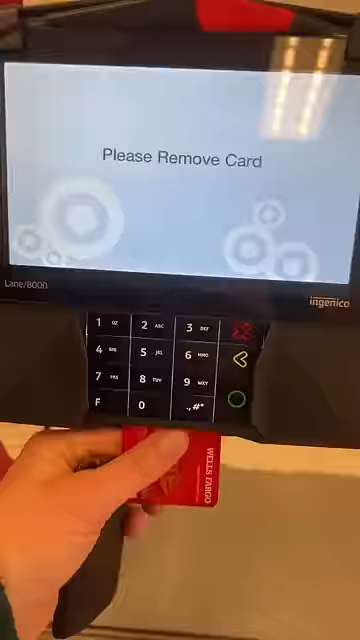 Please Remove Card
Lane/8000
ingenico
1 QZ 2 ABC 3 DEF
4 GHI 5 JKL 6 MNO
7 PRS 8 TUV 9 WXY
F 0 .,#*
WELLS FARGO